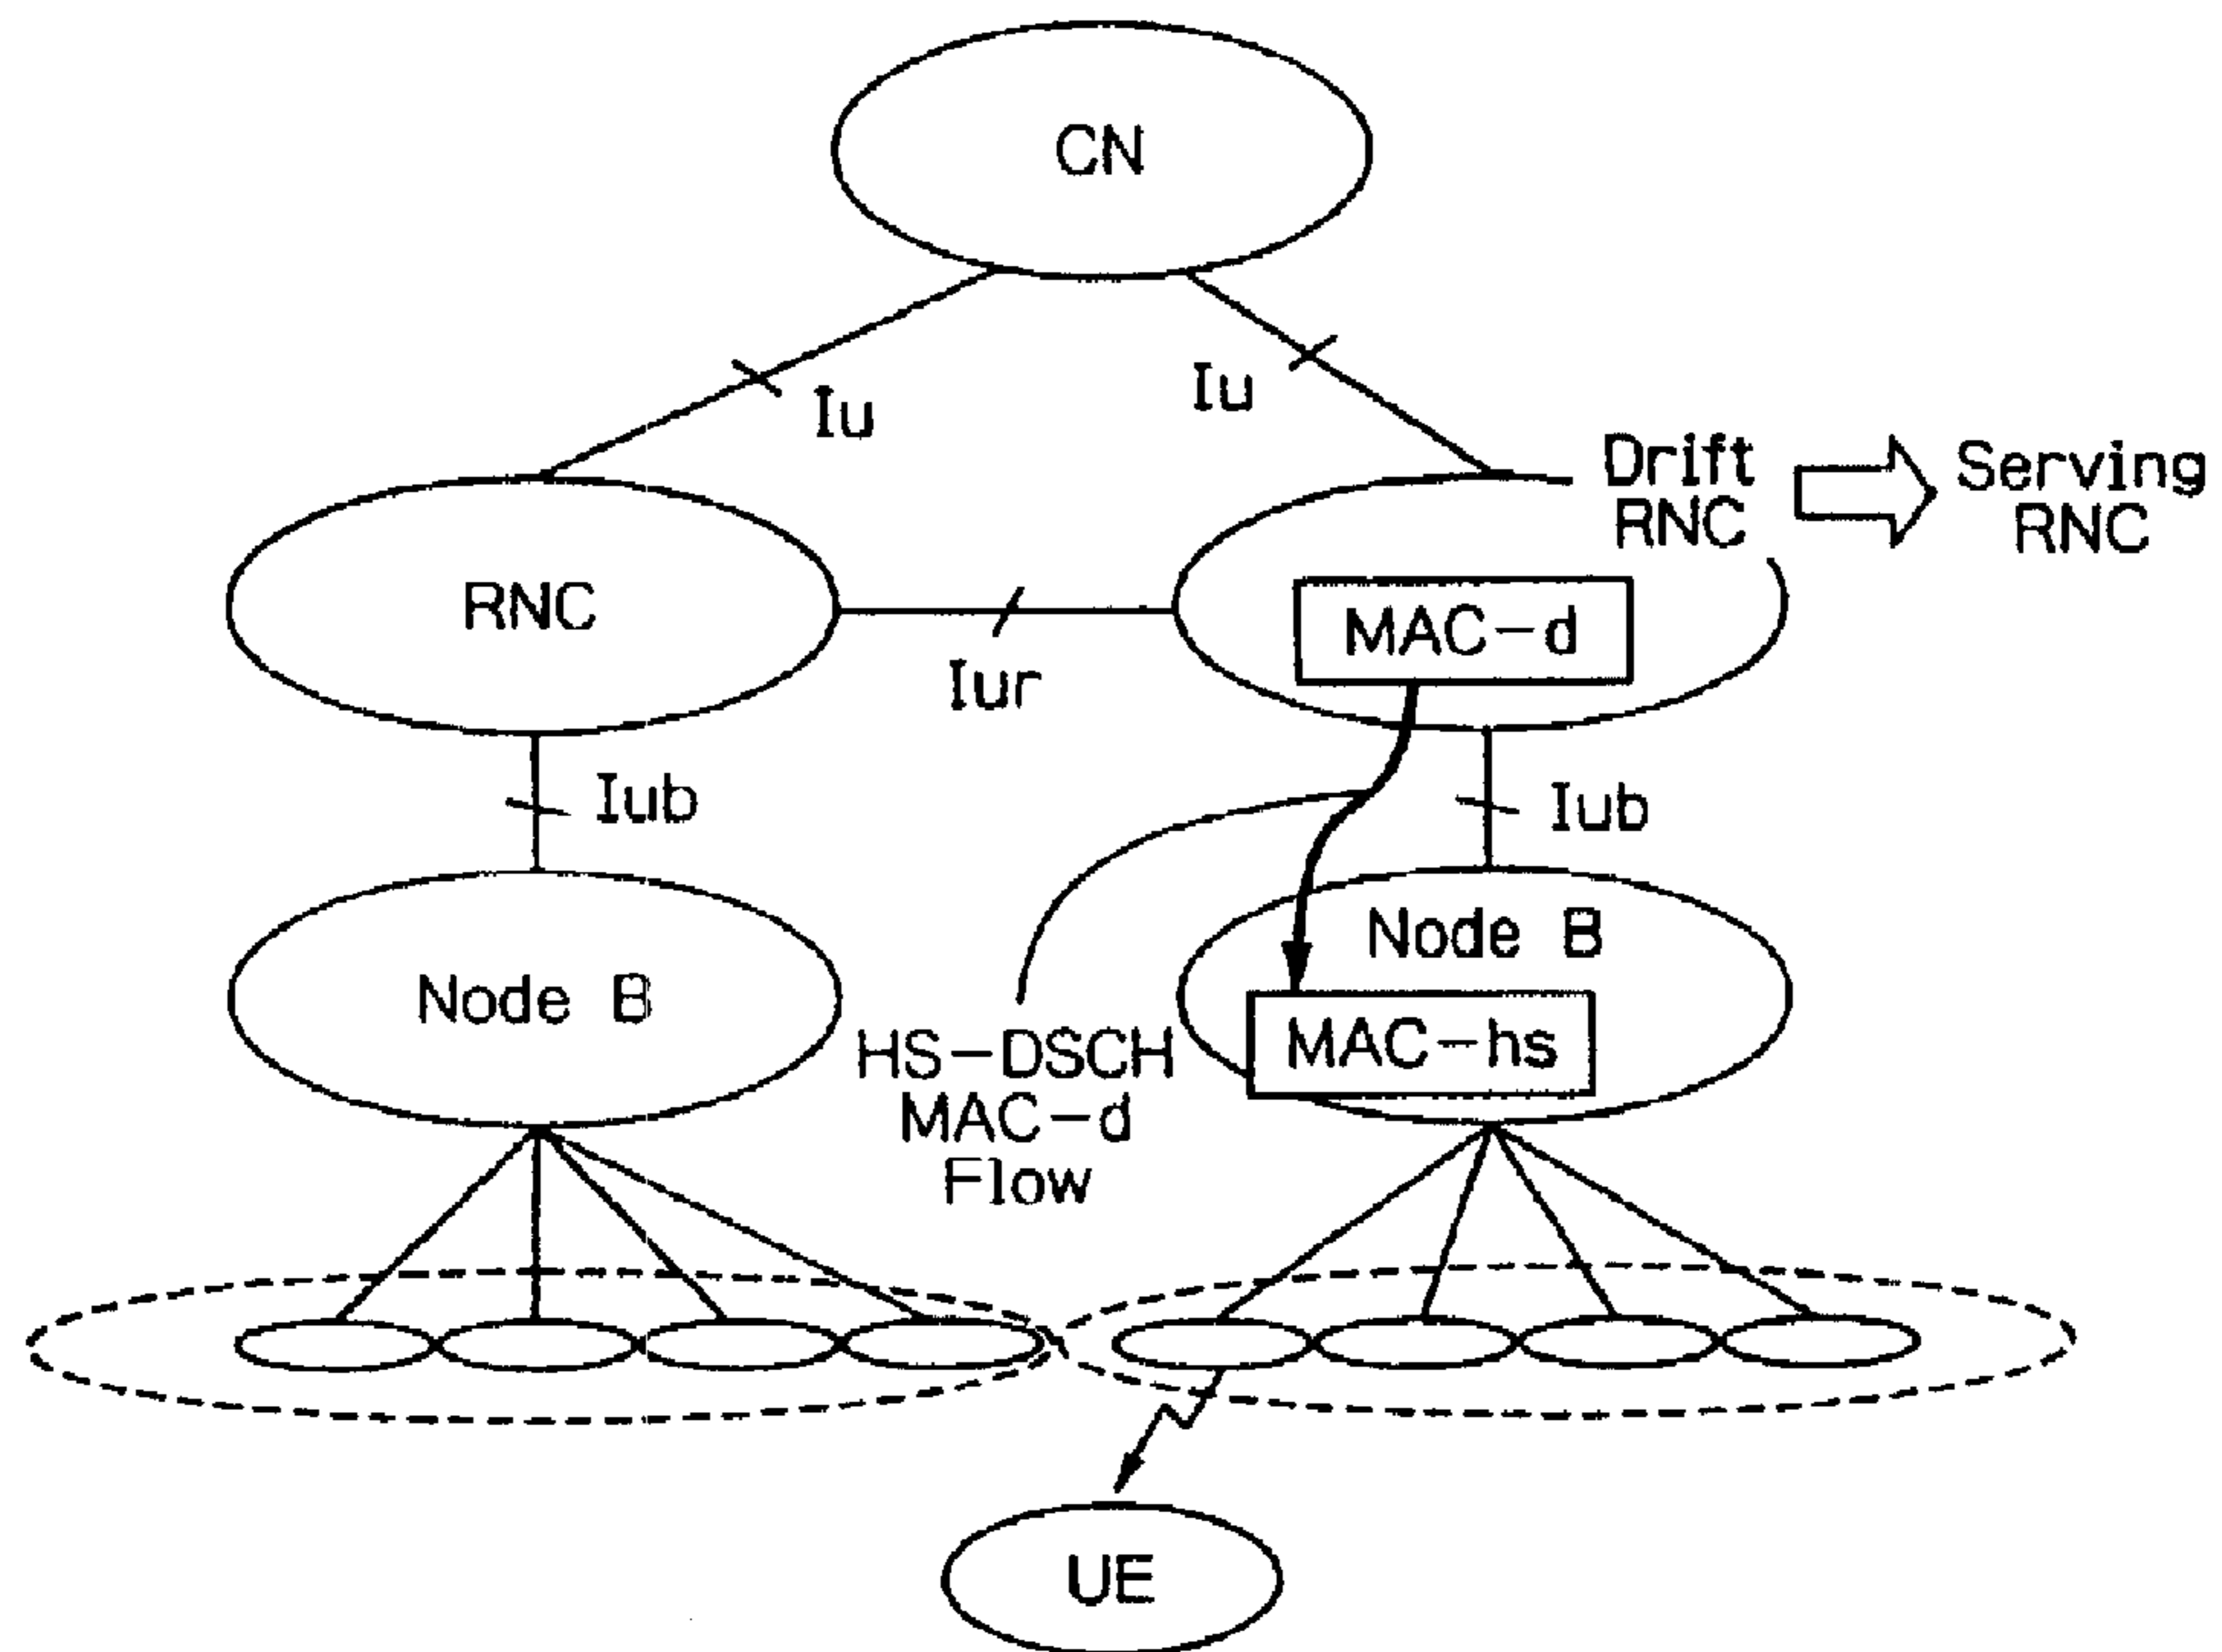 CN
Iu
Iu
Drift
RNC
Serving
RNC
RNC
MAC-d
Iur
Iub
Iub
Node B
Node B
HS-DSCH
MAC-d
Flow
MAC-hs
UE